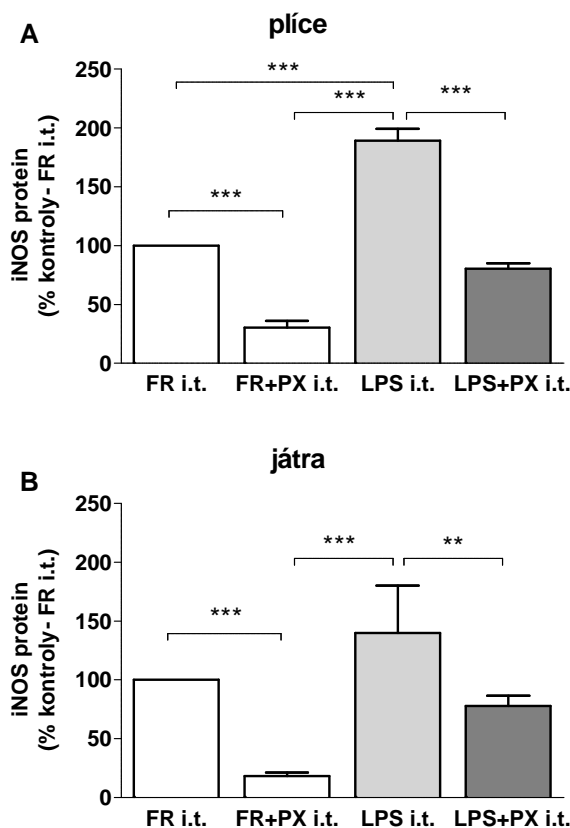 A
plíce
iNOS protein
(% kontroly- FR i.t.)
250
200
150
100
50
0
***
***
***
***
FR i.t.
FR+PX i.t.
LPS i.t.
LPS+PX i.t.
B
játra
iNOS protein
(% kontroly- FR i.t.)
250
200
150
100
50
0
***
**
***
FR i.t.
FR+PX i.t.
LPS i.t.
LPS+PX i.t.